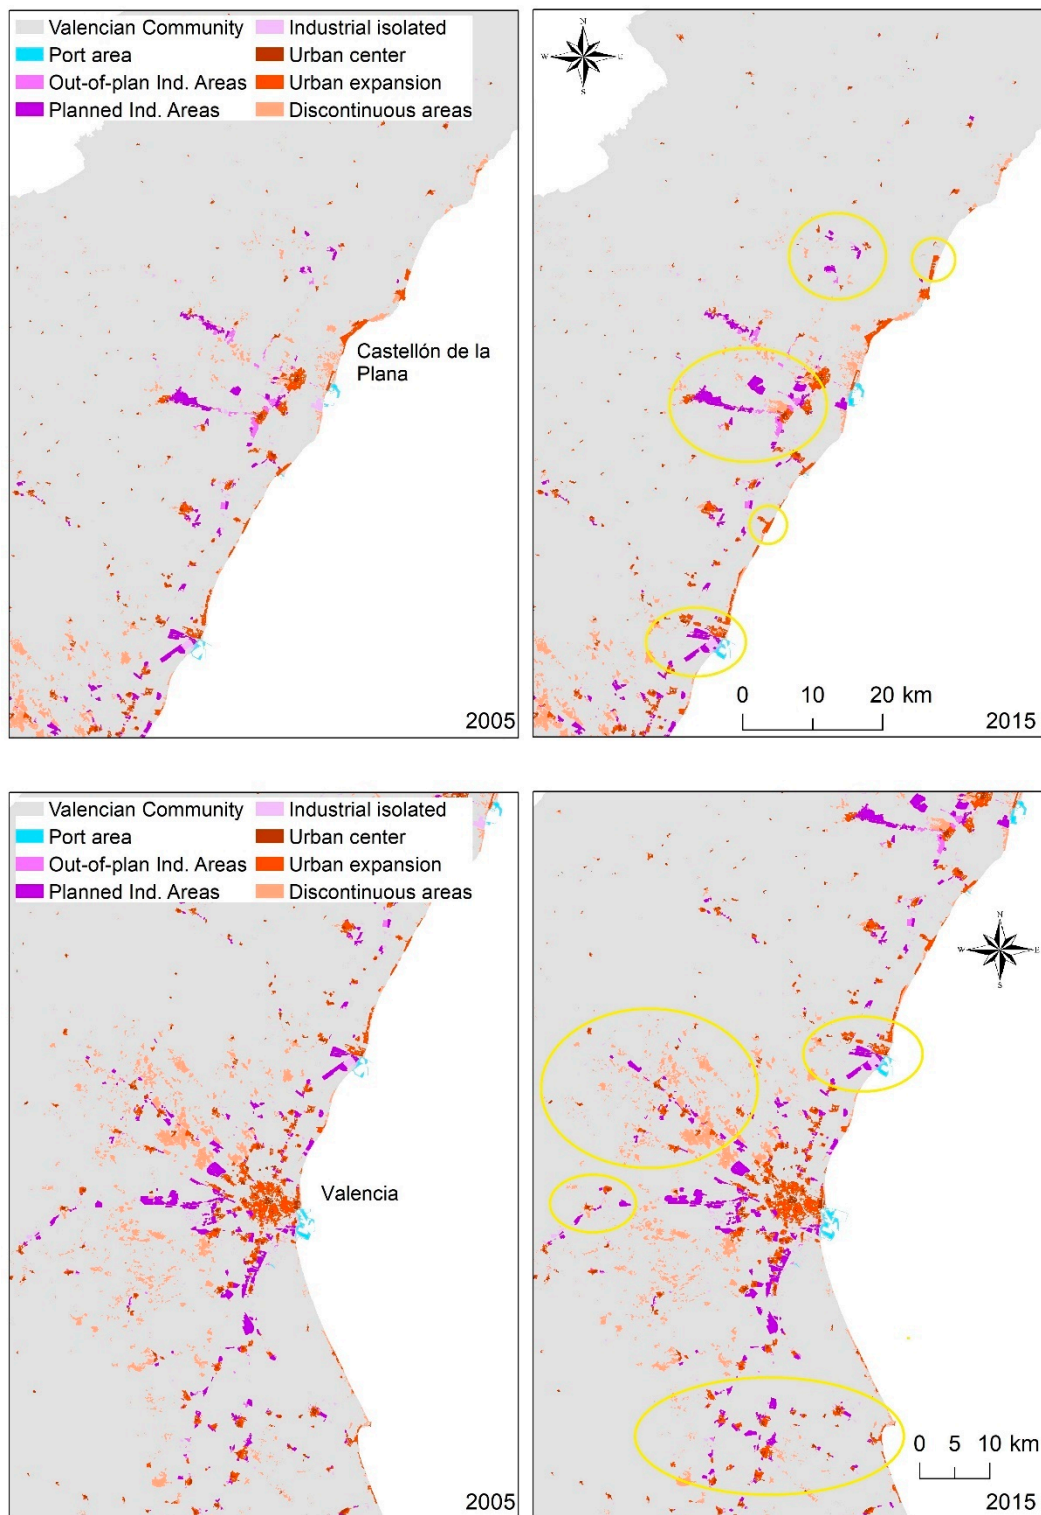 Valencian Community
Industrial isolated
Port area
Urban center
Out-of-plan Ind. Areas
Urban expansion
Planned Ind. Areas
Discontinuous areas
Castellón de la
Plana
2005
N
W E
S
0 10 20 km
2015
Valencian Community
Industrial isolated
Port area
Urban center
Out-of-plan Ind. Areas
Urban expansion
Planned Ind. Areas
Discontinuous areas
Valencia
2005
N
W E
S
0 5 10 km
2015